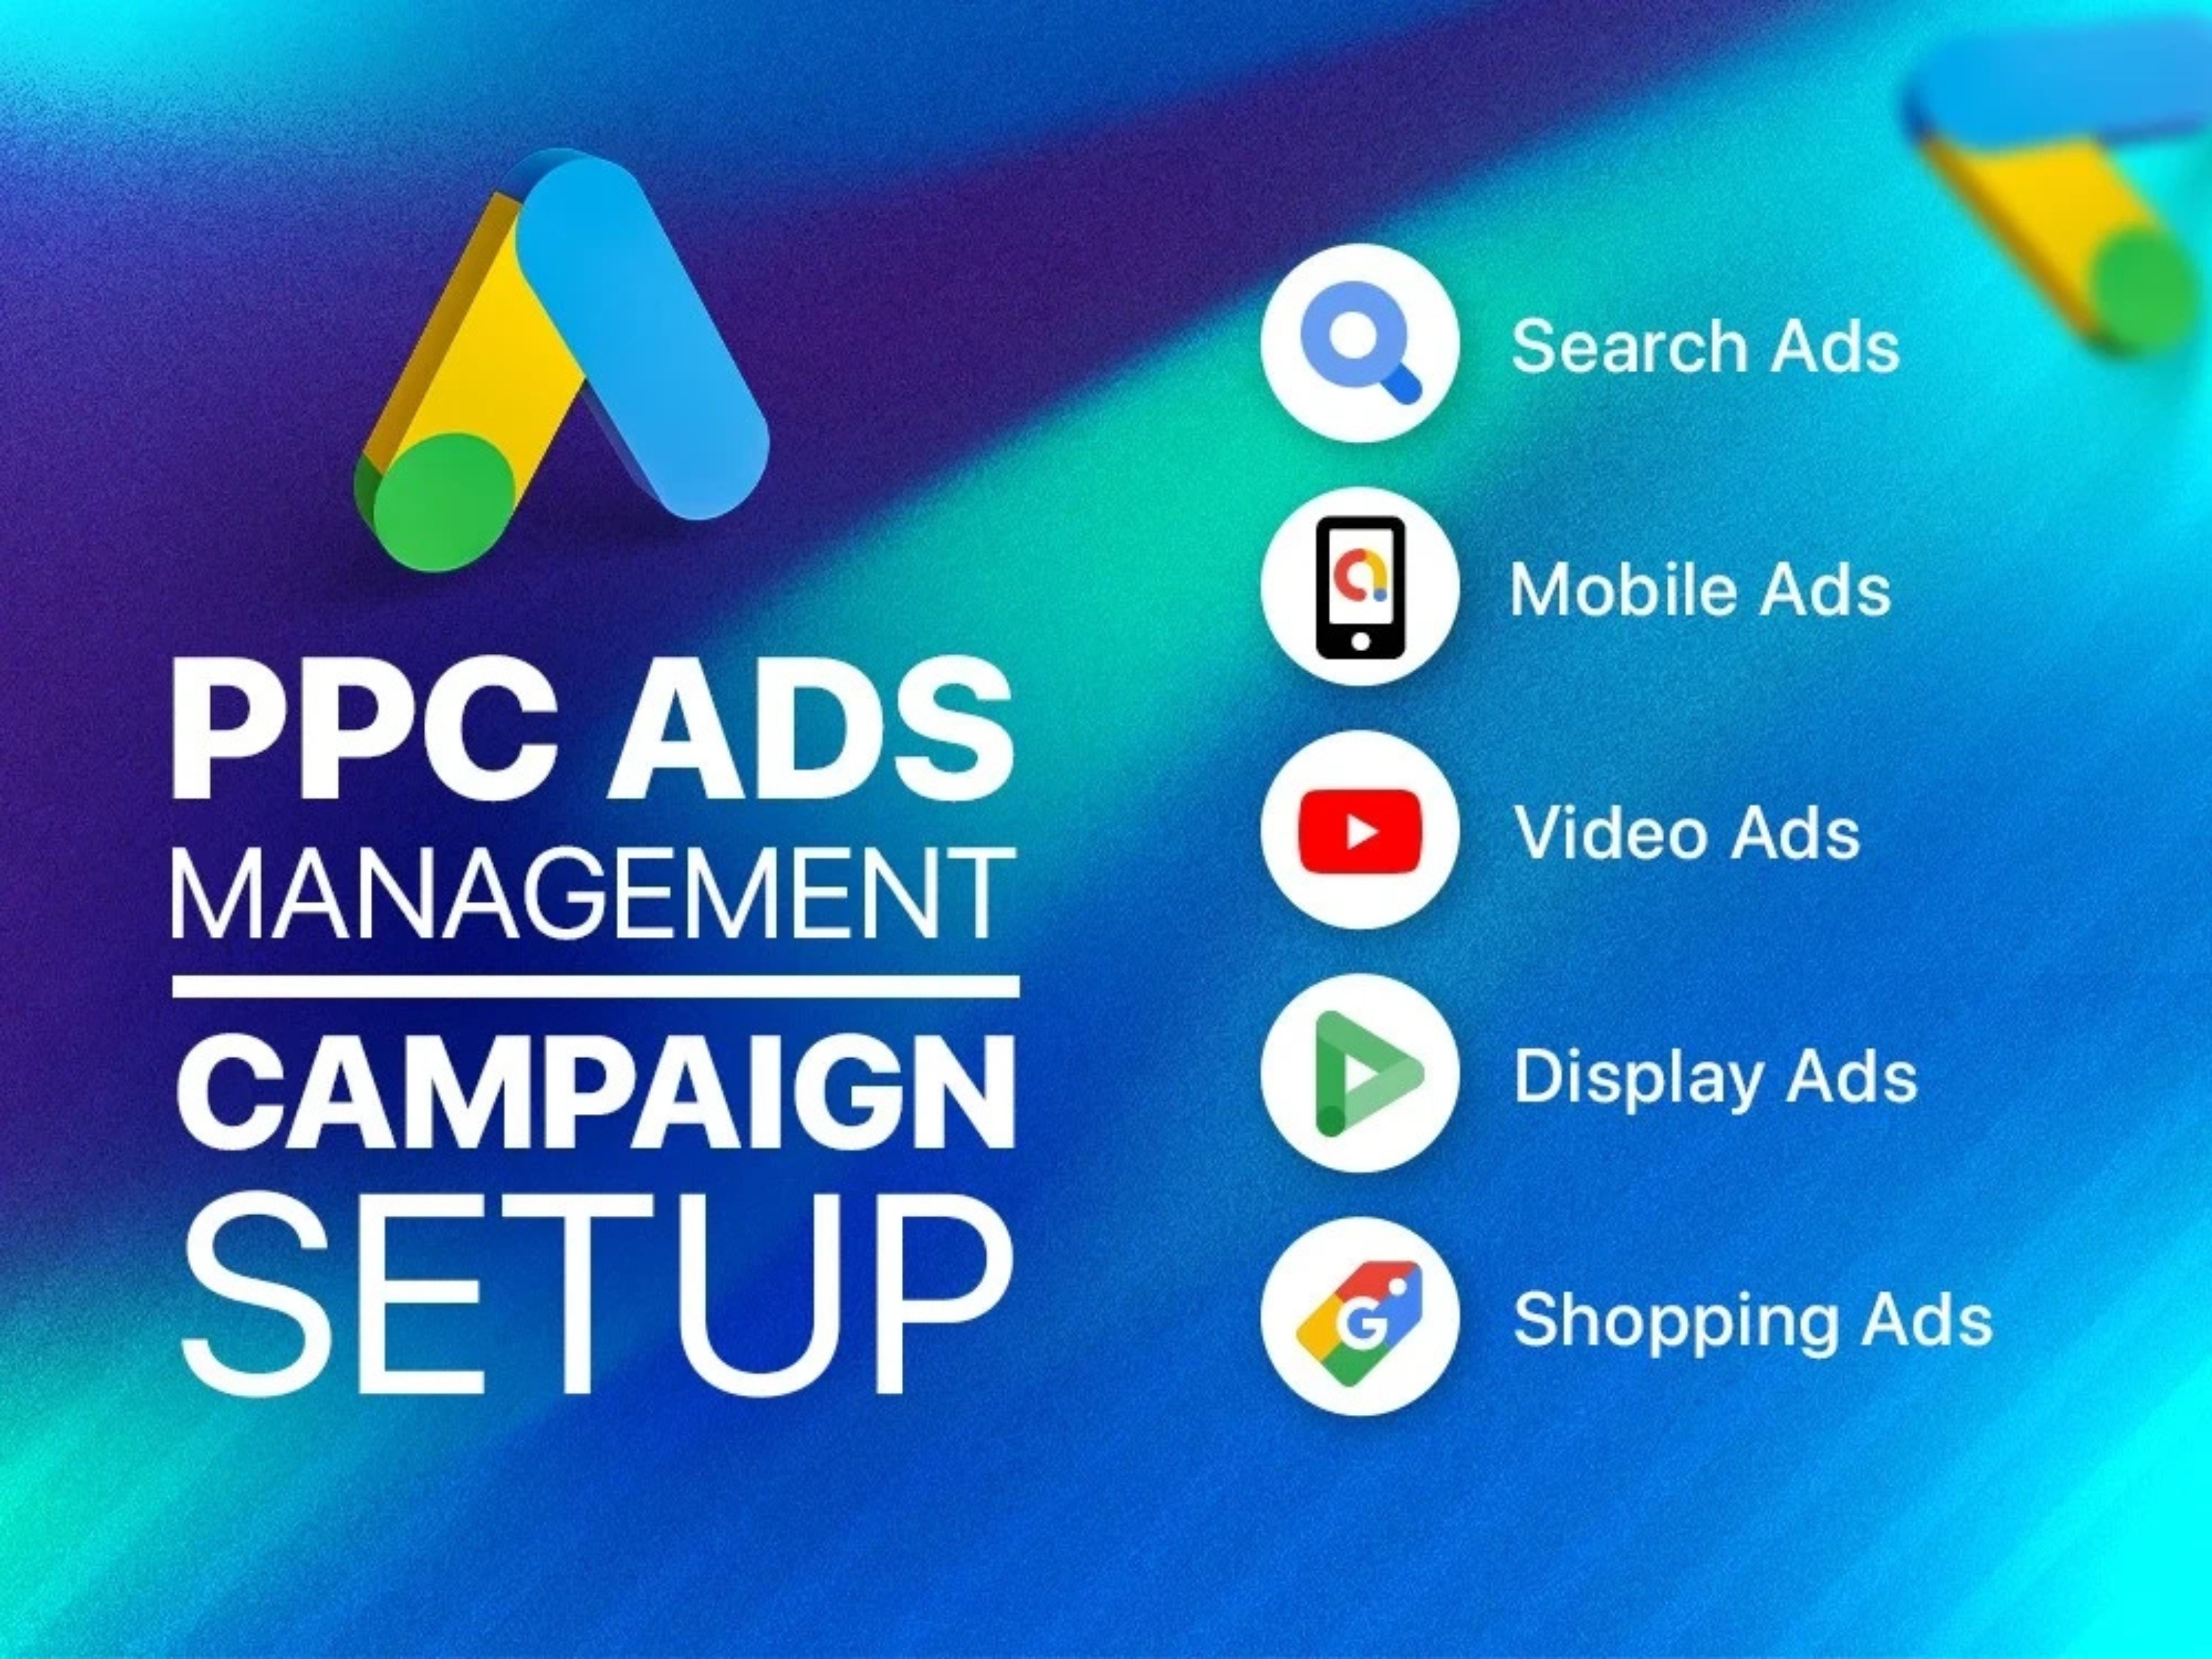 PPC ADS
MANAGEMENT
CAMPAIGN
SETUP
Search Ads
Mobile Ads
Video Ads
Display Ads
G
Shopping Ads